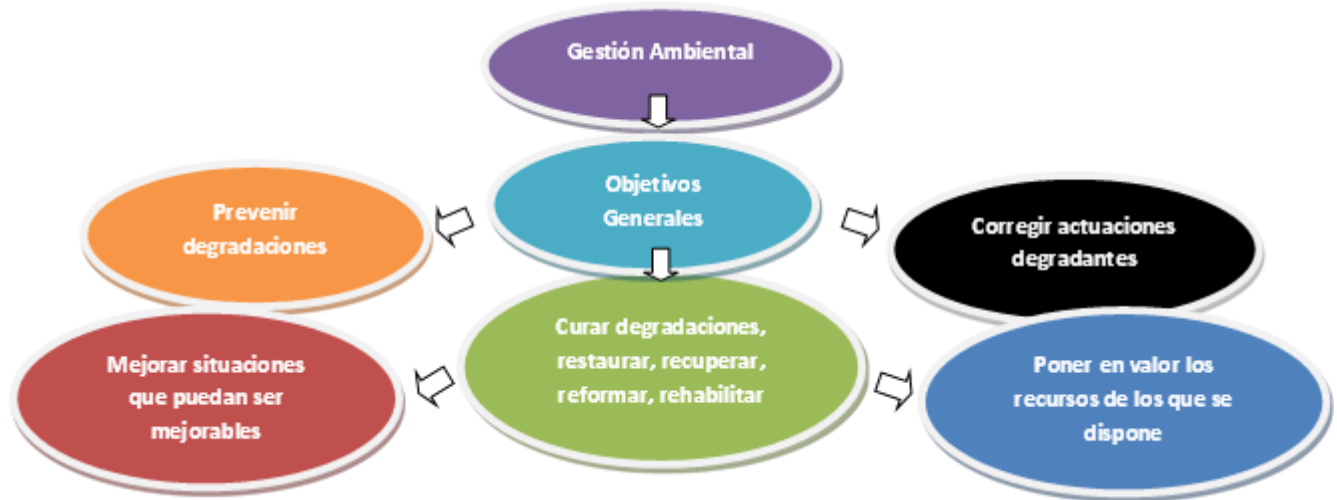 Gestión Ambiental
Objetivos
Generales
Prevenir
degradaciones
Corregir actuaciones
degradantes
Curar degradaciones,
restaurar, recuperar,
reformar, rehabilitar
Mejorar situaciones
que puedan ser
mejorables
Poner en valor los
recursos de los que se
dispone